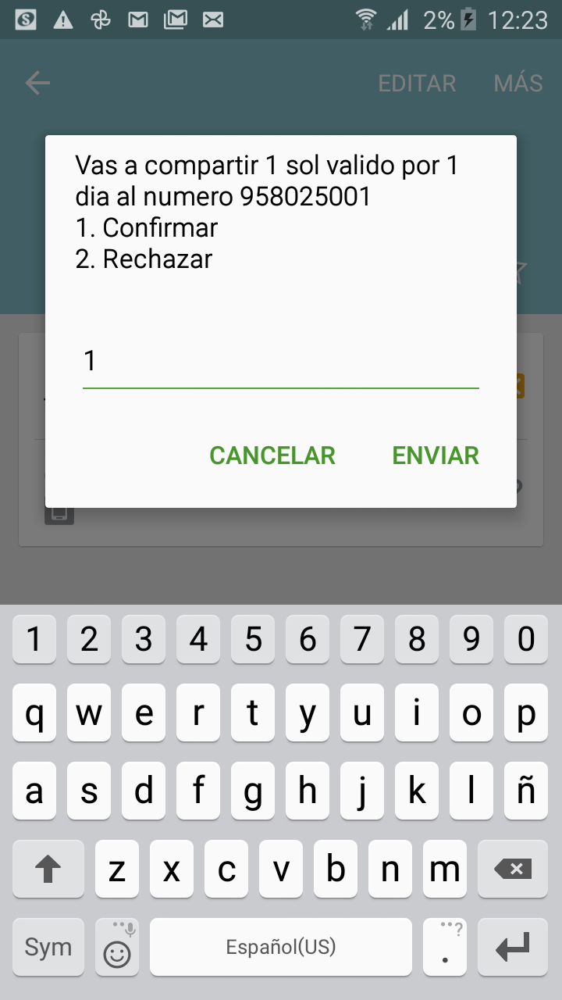 2% 12:23
EDITAR MÁS
Vas a compartir 1 sol valido por 1
dia al numero 958025001
1. Confirmar
2. Rechazar
1
CANCELAR ENVIAR
1 2 3 4 5 6 7 8 9 0
q w e r t y u i o p
a s d f g h j k l ñ
z x c v b n m
Sym Español(US) . ?